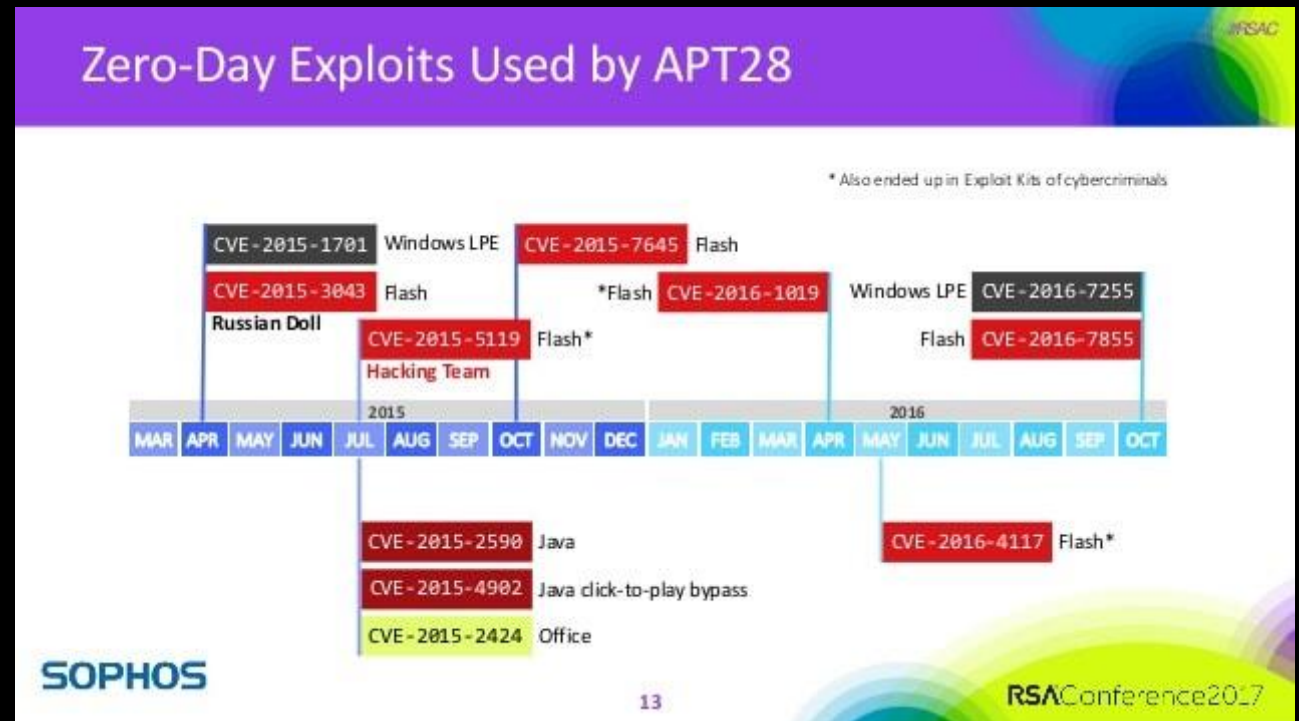 #RSAC
Zero-Day Exploits Used by APT28
* Also ended up in Exploit Kits of cybercriminals
CVE-2015-1701 Windows LPE
CVE-2015-7645 Flash
CVE-2015-3043 Flash
*Flash CVE-2016-1019
Windows LPE CVE-2016-7255
Russian Doll
CVE-2015-5119 Flash*
Flash CVE-2016-7855
Hacking Team
2015 2016
MAR APR MAY JUN JUL AUG SEP OCT NOV DEC JAN FEB MAR APR MAY JUN JUL AUG SEP OCT
CVE-2015-2590 Java
CVE-2016-4117 Flash*
CVE-2015-4902 Java click-to-play bypass
CVE-2015-2424 Office
SOPHOS
13
RSAConference2017